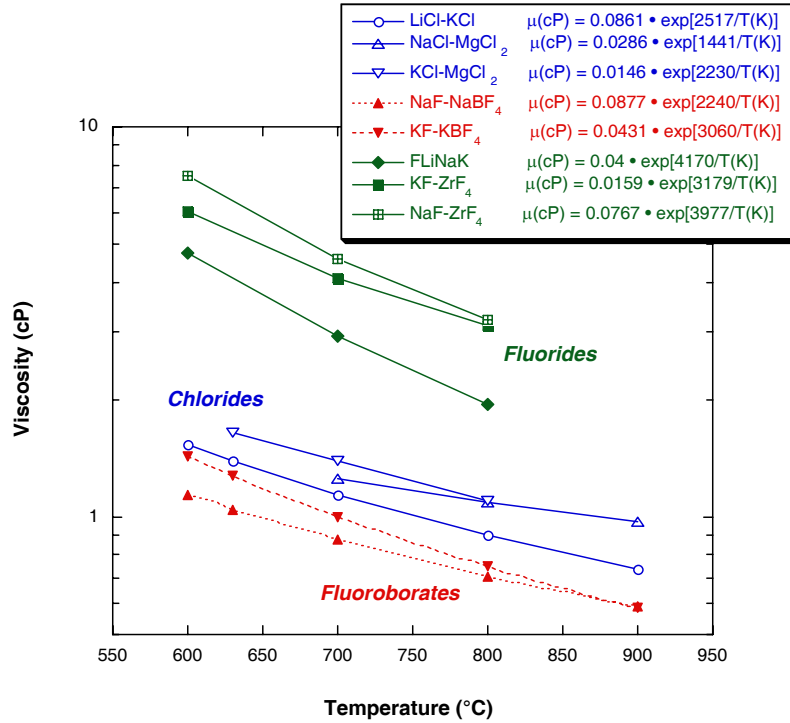 LiCl-KCl μ(cP) = 0.0861 • exp[2517/T(K)]
NaCl-MgCl2 μ(cP) = 0.0286 • exp[1441/T(K)]
KCl-MgCl2 μ(cP) = 0.0146 • exp[2230/T(K)]
NaF-NaBF4 μ(cP) = 0.0877 • exp[2240/T(K)]
KF-KBF4 μ(cP) = 0.0431 • exp[3060/T(K)]
FLiNaK μ(cP) = 0.04 • exp[4170/T(K)]
KF-ZrF4 μ(cP) = 0.0159 • exp[3179/T(K)]
NaF-ZrF4 μ(cP) = 0.0767 • exp[3977/T(K)]
10
1
Viscosity (cP)
Fluorides
Chlorides
Fluoroborates
550 600 650 700 750 800 850 900 950
Temperature (°C)